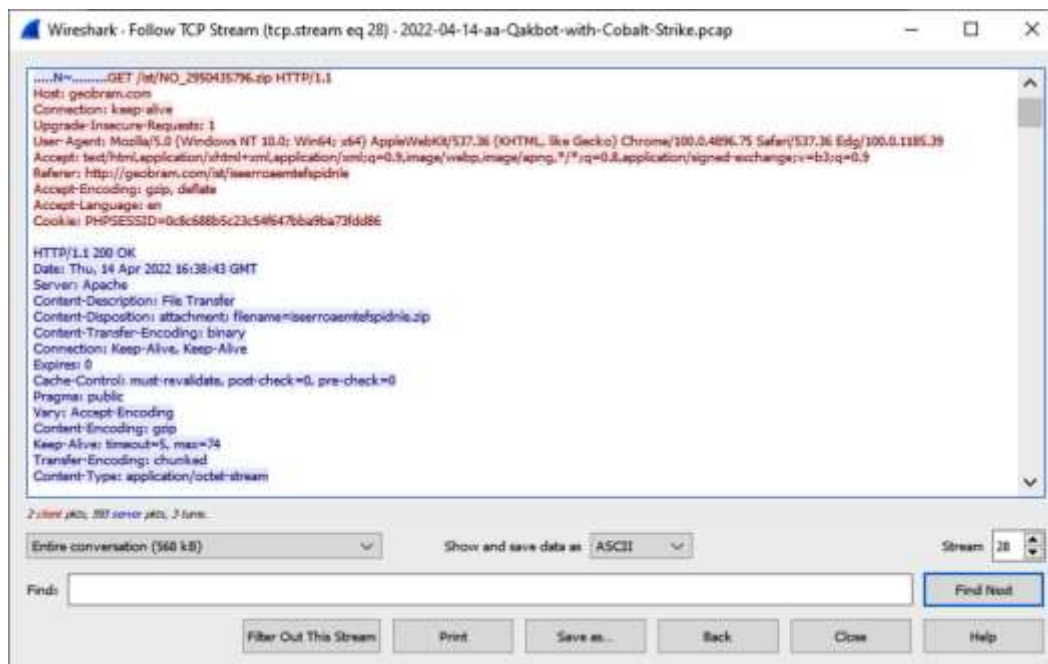 Wireshark - Follow TCP Stream (tcp.stream eq 28) - 2022-04-14-aa-Qakbot-with-Cobalt-Strike.pcap
.....N~.........GET /ist/NO_2950435796.zip HTTP/1.1
Host: geobram.com
Connection: keep-alive
Upgrade-Insecure-Requests: 1
User-Agent: Mozilla/5.0 (Windows NT 10.0; Win64; x64) AppleWebKit/537.36 (KHTML, like Gecko) Chrome/100.0.4896.75 Safari/537.36 Edg/100.0.1185.39
Accept: text/html,application/xhtml+xml,application/xml;q=0.9,image/webp,image/apng,*/*;q=0.8,application/signed-exchange;v=b3;q=0.9
Referer: http://geobram.com/ist/iseerroaemtefspidnle
Accept-Encoding: gzip, deflate
Accept-Language: en
Cookie: PHPSESSID=0c8c688b5c23c54f647bba9ba73fdd86
HTTP/1.1 200 OK
Date: Thu, 14 Apr 2022 16:38:43 GMT
Server: Apache
Content-Description: File Transfer
Content-Disposition: attachment; filename=iseerroaemtefspidnle.zip
Content-Transfer-Encoding: binary
Connection: Keep-Alive, Keep-Alive
Expires: 0
Cache-Control: must-revalidate, post-check=0, pre-check=0
Pragma: public
Vary: Accept-Encoding
Content-Encoding: gzip
Keep-Alive: timeout=5, max=74
Transfer-Encoding: chunked
Content-Type: application/octet-stream
2 client pkts, server pkts, 3 turns.
Entire conversation (568 kB) Show and save data as ASCII Stream 28
Find: Find Next
Filter Out This Stream Print Save as... Back Close Help